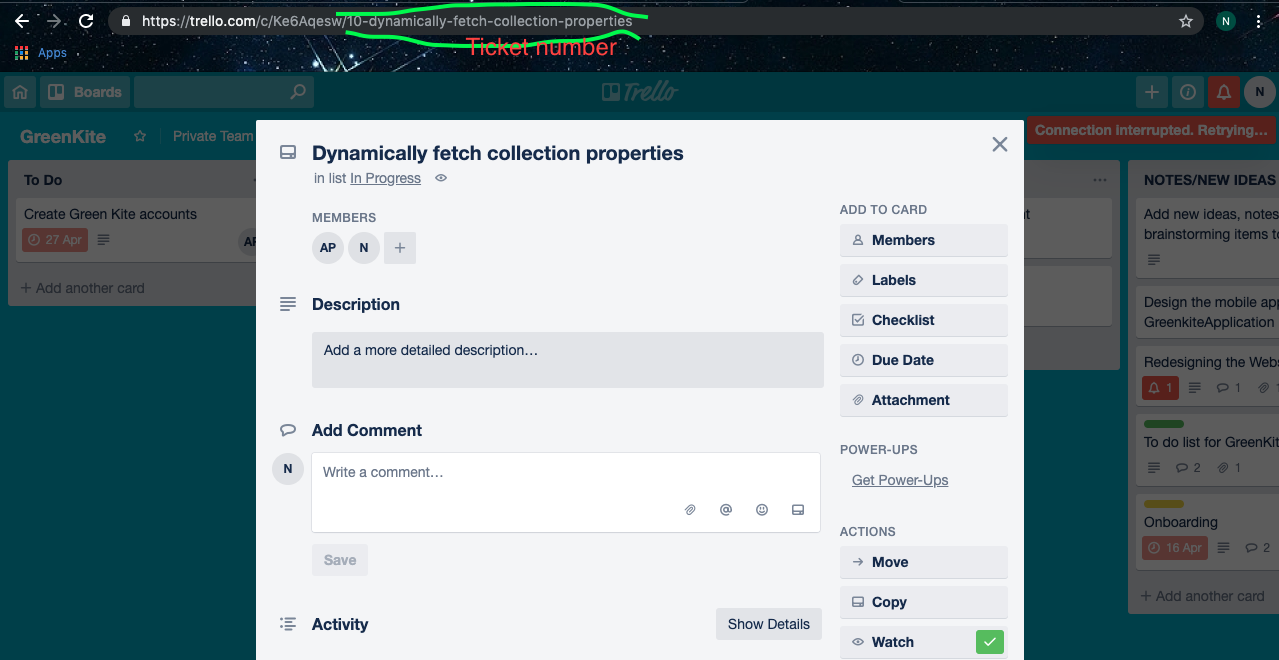 https://trello.com/c/Ke6Aqesw/10-dynamically-fetch-collection-properties
N
Ticket number
Apps
Boards
Trello
N
GreenKite
Private Team
Connection Interrupted. Retrying...
To Do
Create Green Kite accounts
27 Apr
+ Add another card
Dynamically fetch collection properties
in list In Progress
MEMBERS
AP
N
+
Description
Add a more detailed description…
Add Comment
N
Write a comment…
@
Save
Activity
Show Details
ADD TO CARD
Members
Labels
Checklist
Due Date
Attachment
POWER-UPS
Get Power-Ups
ACTIONS
Move
Copy
Watch
NOTES/NEW IDEAS
Add new ideas, notes
brainstorming items to
Design the mobile app
GreenkiteApplication
Redesigning the Webs
1
1
To do list for GreenKit
2
1
Onboarding
16 Apr
2
+ Add another card